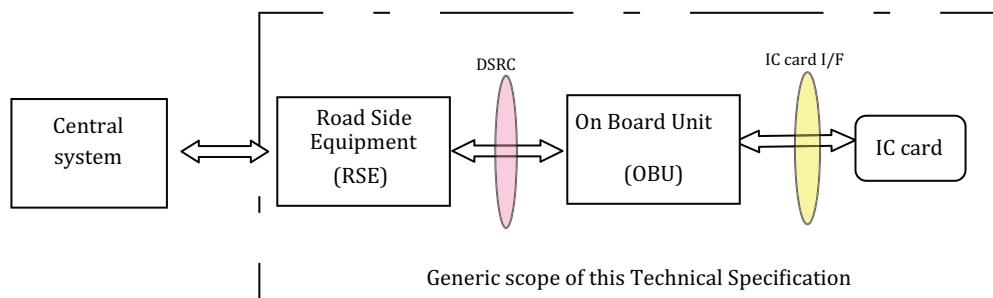 DSRC
IC card I/F
Central
system
Road Side
Equipment
(RSE)
On Board Unit
(OBU)
IC card
Generic scope of this Technical Specification